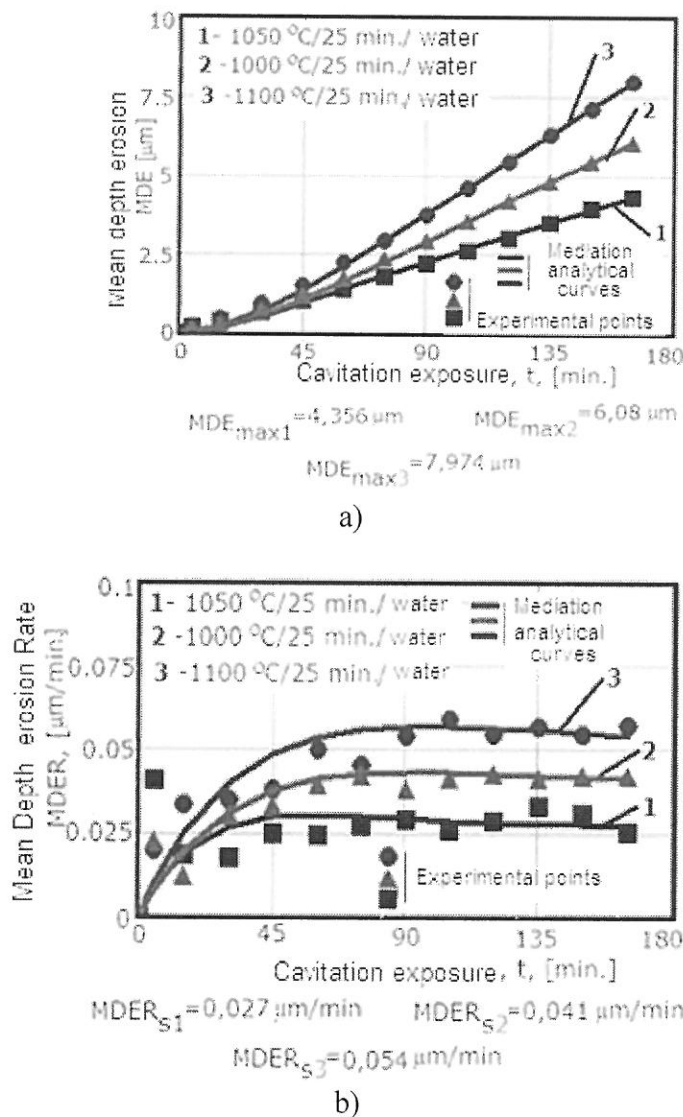 10
7.5
5
2.5
0
Mean depth erosion
MDE [μm]
1- 1050 ºC/25 min./ water
2 -1000 ºC/25 min./ water
3 -1100 ºC/25 min./ water
3
2
1
Mediation
analytical
curves
Experimental points
0 45 90 135 180
Cavitation exposure, t, [min.]
MDEmax1=4,356 μm MDEmax2=6,08 μm
MDEmax3=7,974 μm
a)
0.1
0.075
0.05
0.025
0
Mean Depth erosion Rate
MDER, [μm/min.]
1- 1050 ºC/25 min./ water
2 -1000 ºC/25 min./ water
3 -1100 ºC/25 min./ water
Mediation
analytical
curves
3
2
1
Experimental points
0 45 90 135 180
Cavitation exposure, t, [min.]
MDERs1=0,027 μm/min MDERs2=0,041 μm/min
MDERs3=0,054 μm/min
b)